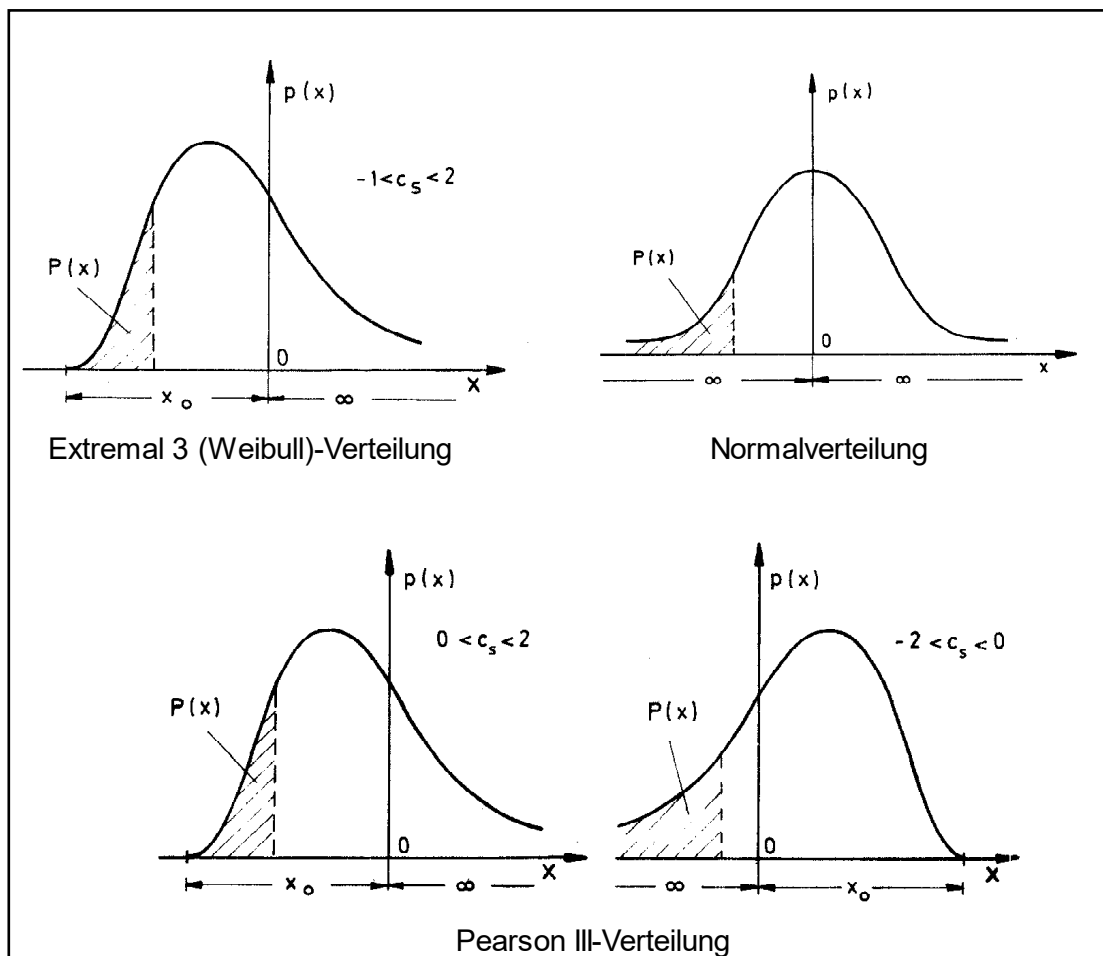 p(x)
-1<c_s<2
P(x)
0
x
x_o
∞
Extremal 3 (Weibull)-Verteilung
p(x)
P(x)
0
x
∞
∞
Normalverteilung
p(x)
0<c_s<2
P(x)
0
x
x_o
∞
p(x)
-2<c_s<0
P(x)
0
x
∞
x_o
Pearson III-Verteilung